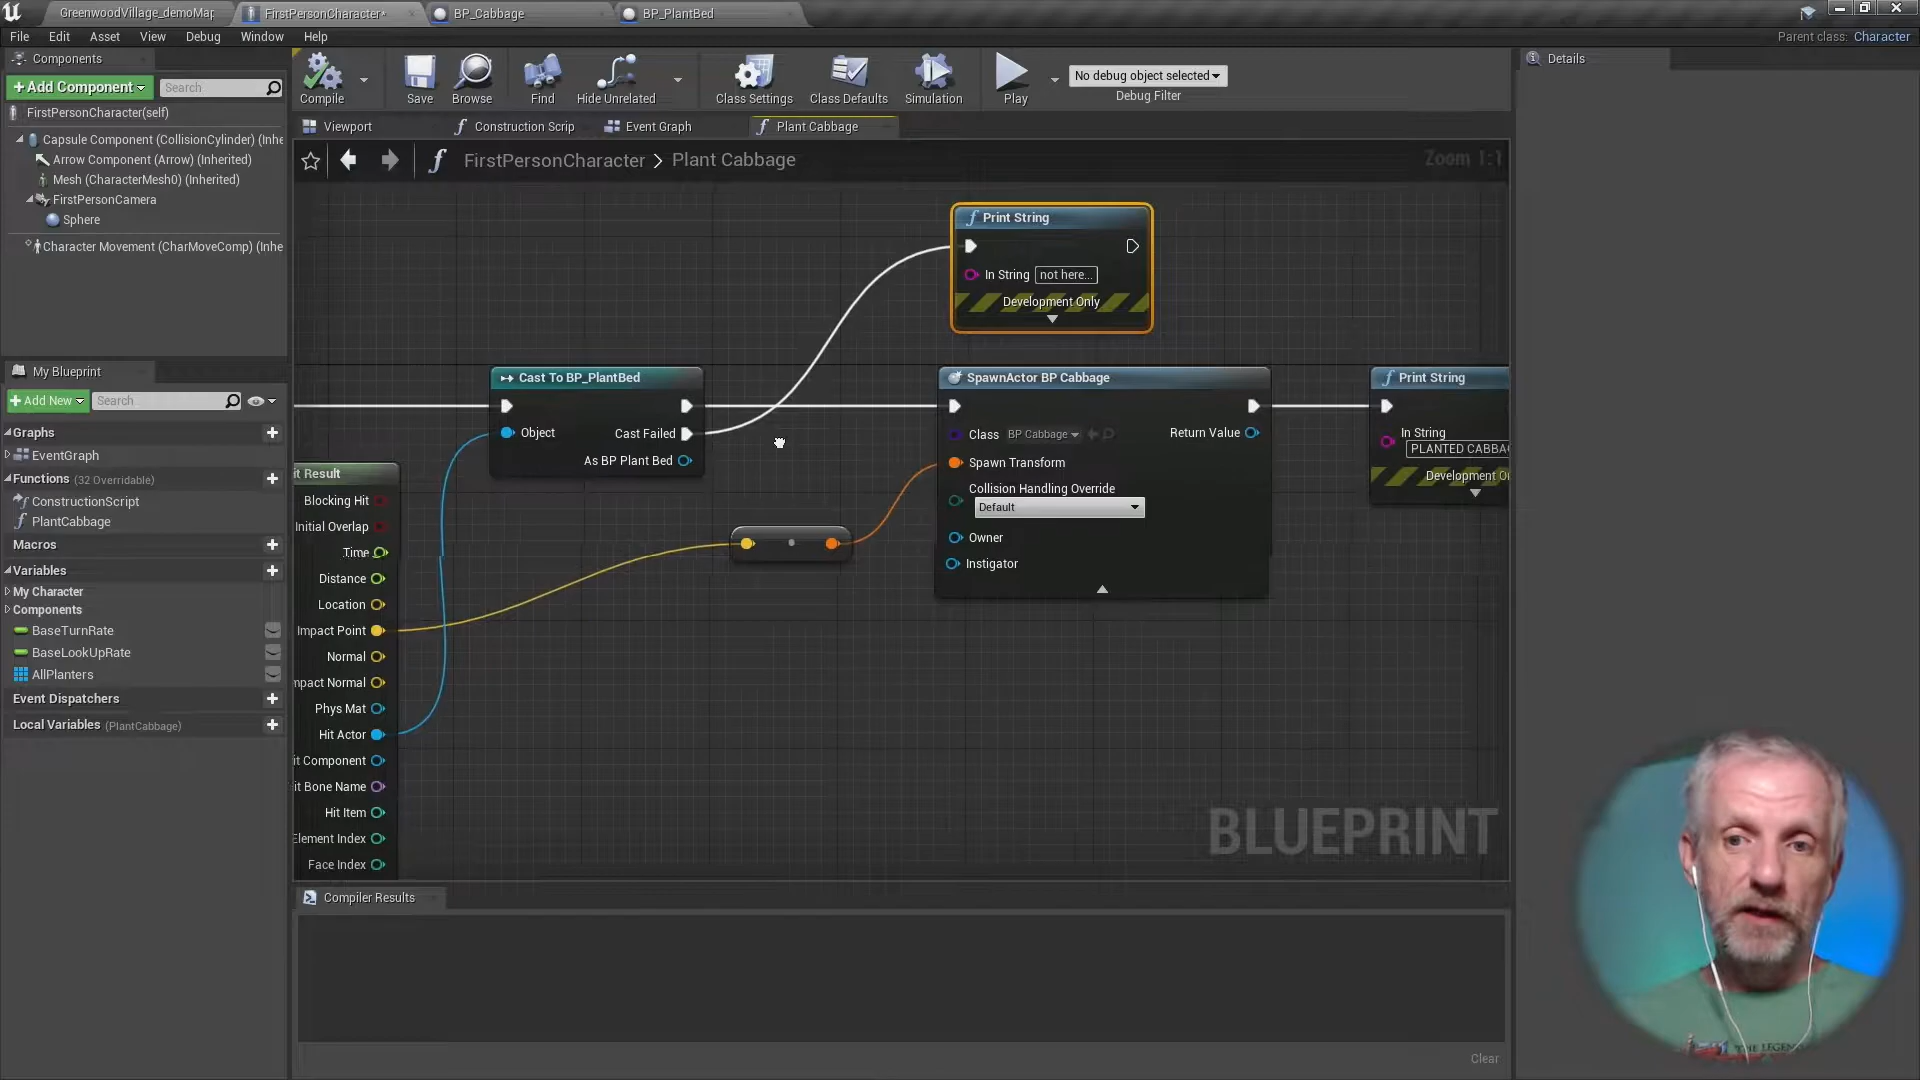 GreenwoodVillage_demoMap
FirstPersonCharacter*
BP_Cabbage
BP_PlantBed
File
Edit
Asset
View
Debug
Window
Help
Parent class: Character
Components
+Add Component
Search
FirstPersonCharacter(self)
Capsule Component (CollisionCylinder) (Inhe
Arrow Component (Arrow) (Inherited)
Mesh (CharacterMesh0) (Inherited)
FirstPersonCamera
Sphere
Character Movement (CharMoveComp) (Inhe
Compile
Save
Browse
Find
Hide Unrelated
Class Settings
Class Defaults
Simulation
Play
No debug object selected
Debug Filter
Details
Viewport
Construction Scrip
Event Graph
Plant Cabbage
FirstPersonCharacter > Plant Cabbage
Zoom 1:1
My Blueprint
+Add New
Search
Graphs
EventGraph
Functions (32 Overridable)
ConstructionScript
PlantCabbage
Macros
Variables
My Character
Components
BaseTurnRate
BaseLookUpRate
AllPlanters
Event Dispatchers
Local Variables (PlantCabbage)
Print String
In String not here...
Development Only
Cast To BP_PlantBed
Object
Cast Failed
As BP Plant Bed
SpawnActor BP Cabbage
Class BP Cabbage
Return Value
Spawn Transform
Collision Handling Override
Default
Owner
Instigator
Print String
In String
PLANTED CABBAG
Development O
it Result
Blocking Hit
Initial Overlap
Time
Distance
Location
Impact Point
Normal
mpact Normal
Phys Mat
Hit Actor
it Component
it Bone Name
Hit Item
Element Index
Face Index
BLUEPRINT
Compiler Results
Clear
THE LEGEN